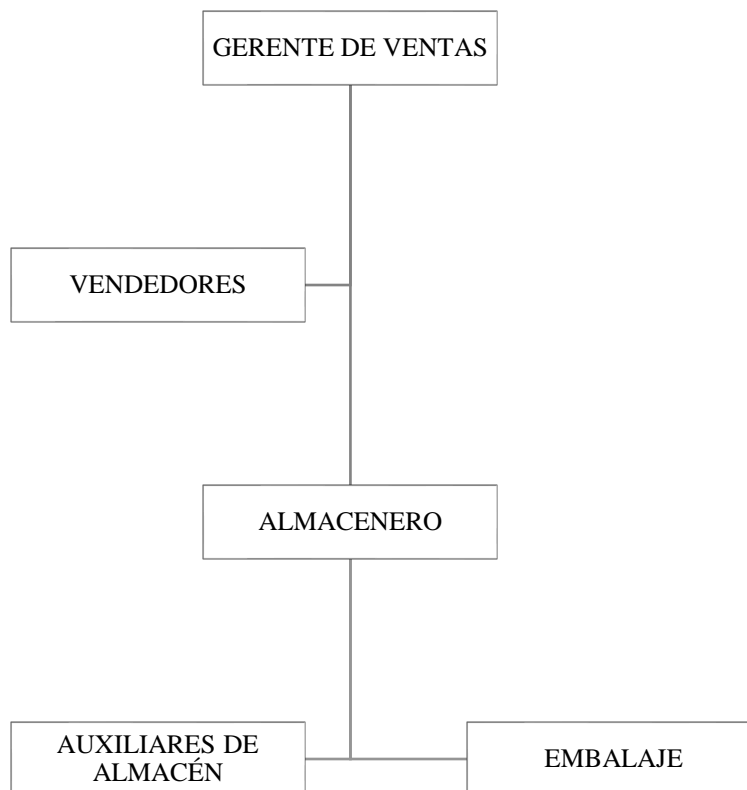 GERENTE DE VENTAS
VENDEDORES
ALMACENERO
AUXILIARES DE
ALMACÉN
EMBALAJE